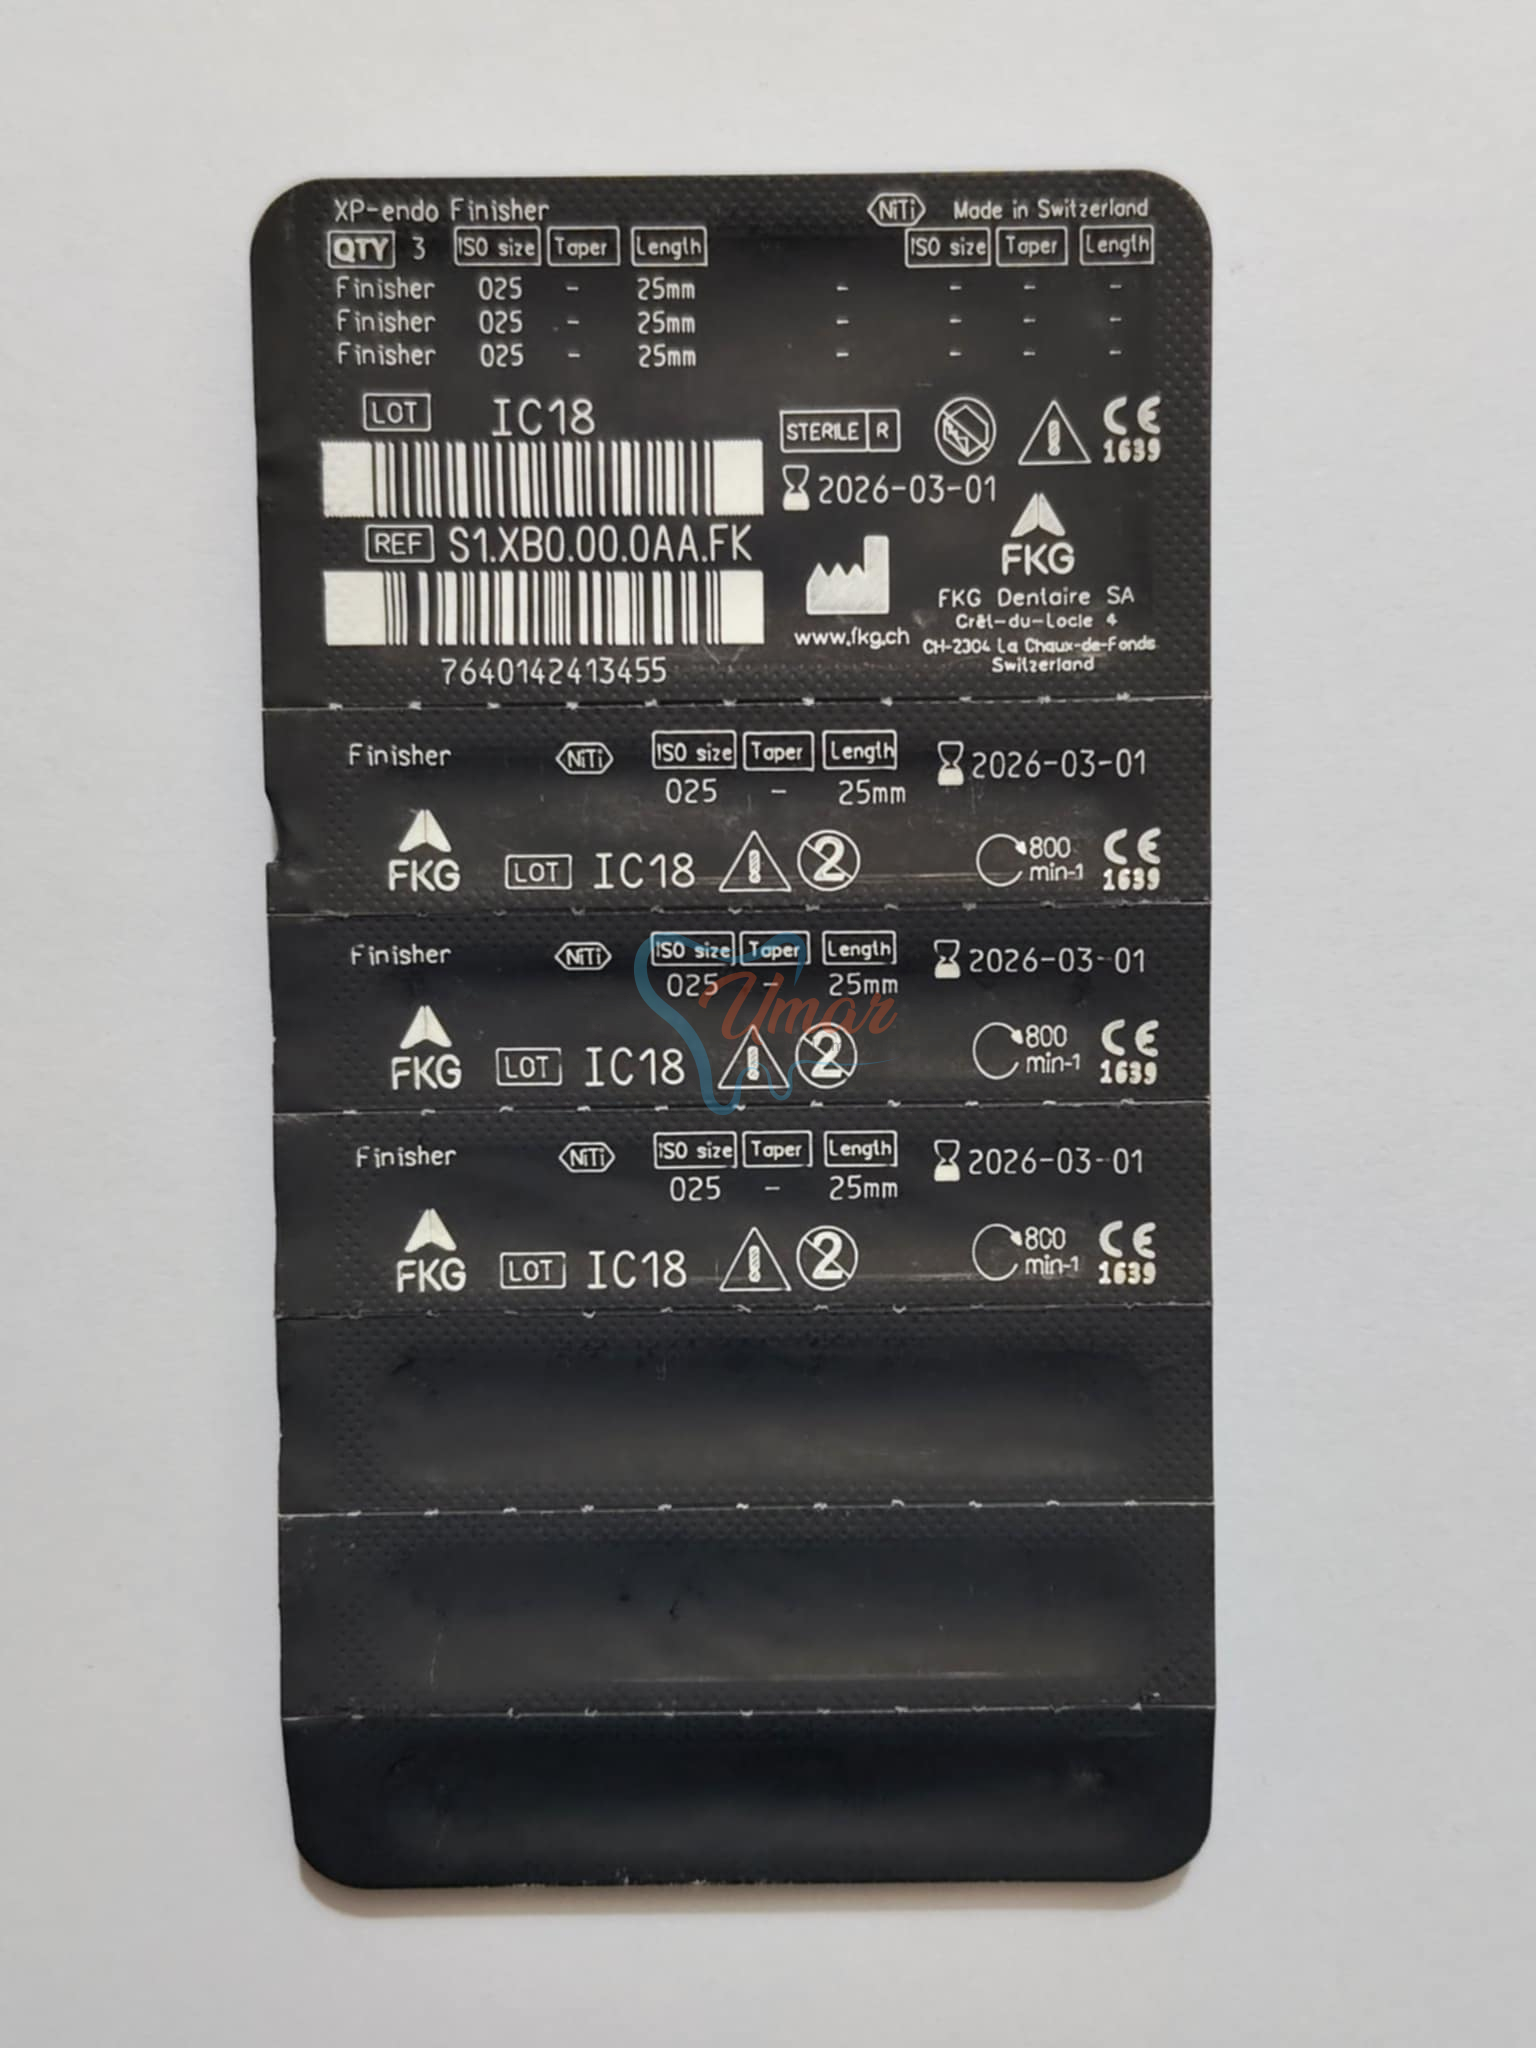 XP-endo Finisher NiTi Made in Switzerland
QTY 3 ISO size Taper Length ISO size Taper Length
Finisher 025 - 25mm - - - -
Finisher 025 - 25mm - - - -
Finisher 025 - 25mm - - - -
LOT IC18
STERILE R CE 1639
2026-03-01
REF S1.XB0.00.0AA.FK
FKG
FKG Dentaire SA
Crêt-du-Locle 4
www.fkg.ch CH-2304 La Chaux-de-Fonds
Switzerland
7640142413455
Finisher NiTi ISO size Taper Length 2026-03-01
025 - 25mm
FKG LOT IC18 2 800 min-1 CE 1639
Finisher NiTi ISO size Taper Length 2026-03-01
025 - 25mm
Umar
FKG LOT IC18 2 800 min-1 CE 1639
Finisher NiTi ISO size Taper Length 2026-03-01
025 - 25mm
FKG LOT IC18 2 800 min-1 CE 1639